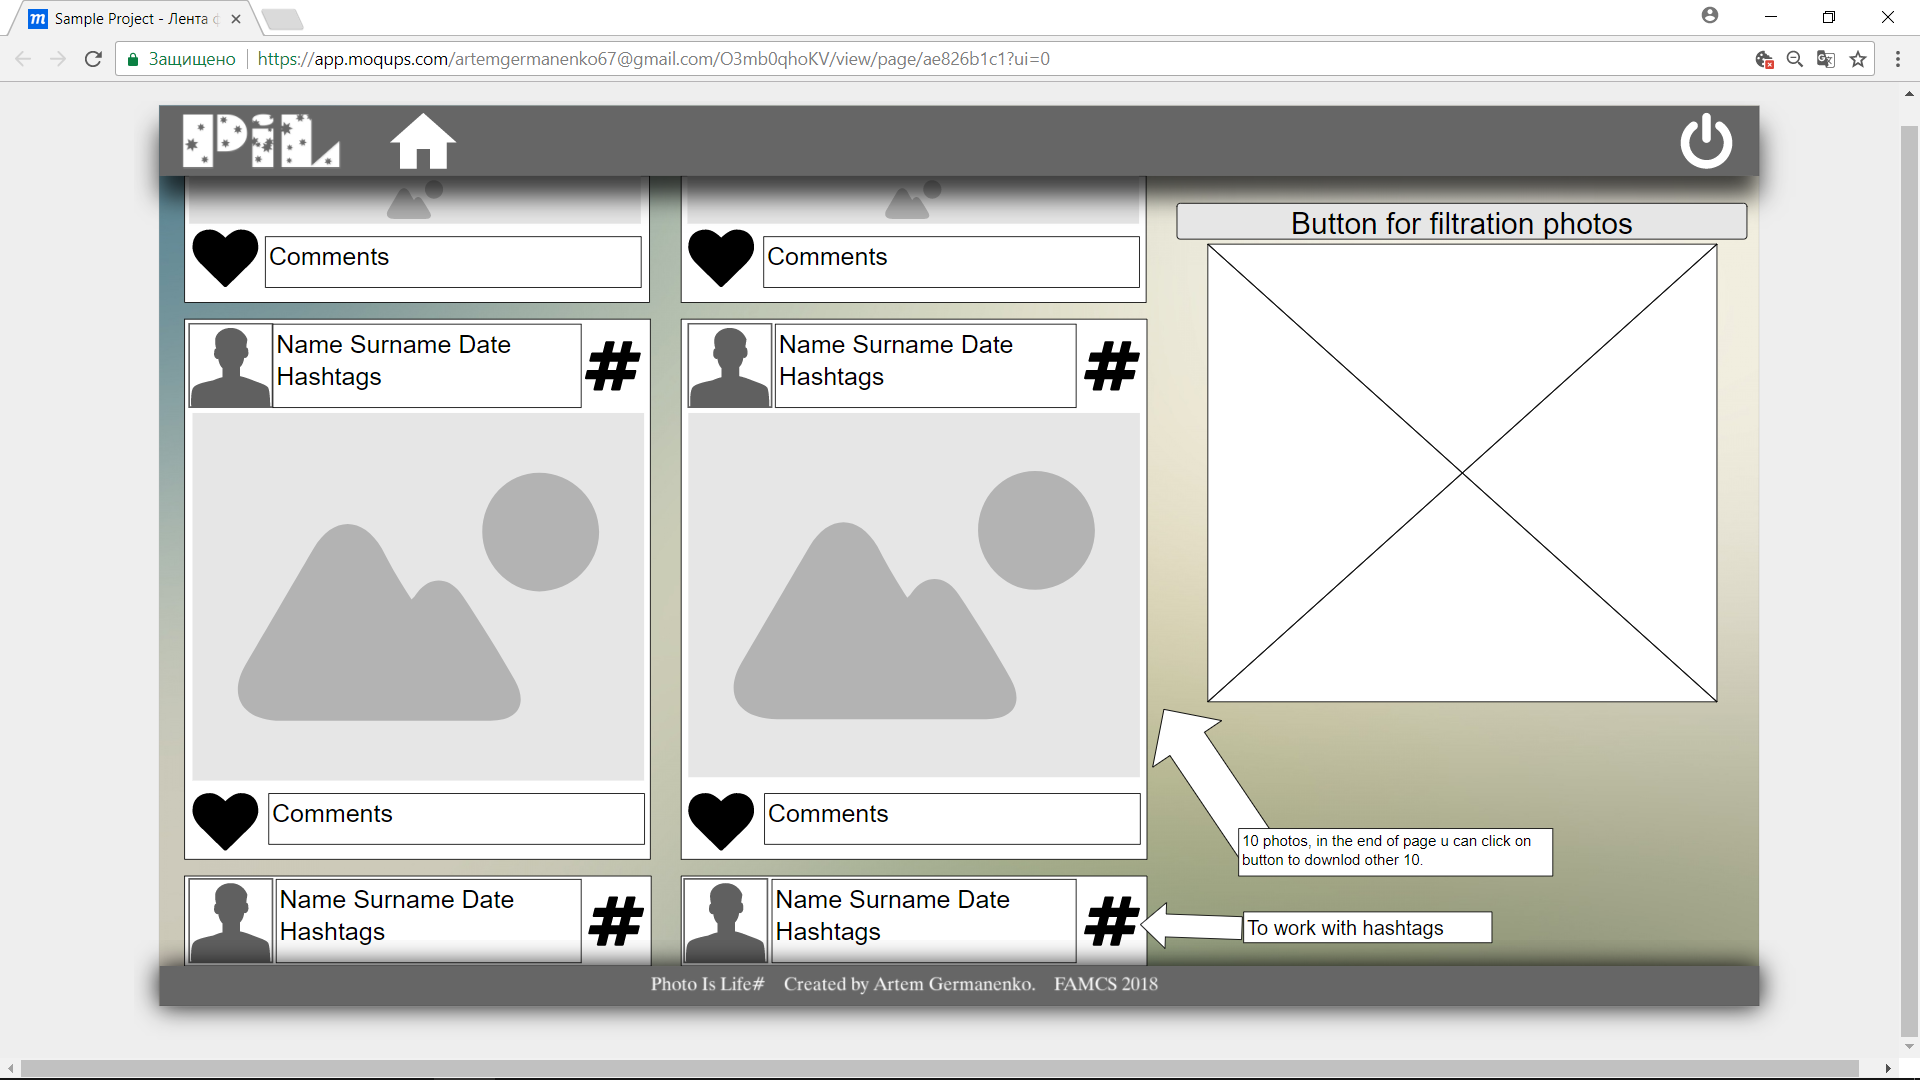 Sample Project - Лента
Защищено
https://app.moqups.com/artemgermanenko67@gmail.com/O3mb0qhoKV/view/page/ae826b1c1?ui=0
PiL
Button for filtration photos
Comments
Comments
Name Surname Date
Hashtags
#
Name Surname Date
Hashtags
#
Comments
Comments
10 photos, in the end of page u can click on
button to downlod other 10.
Name Surname Date
Hashtags
#
Name Surname Date
Hashtags
#
To work with hashtags
Photo Is Life# Created by Artem Germanenko. FAMCS 2018